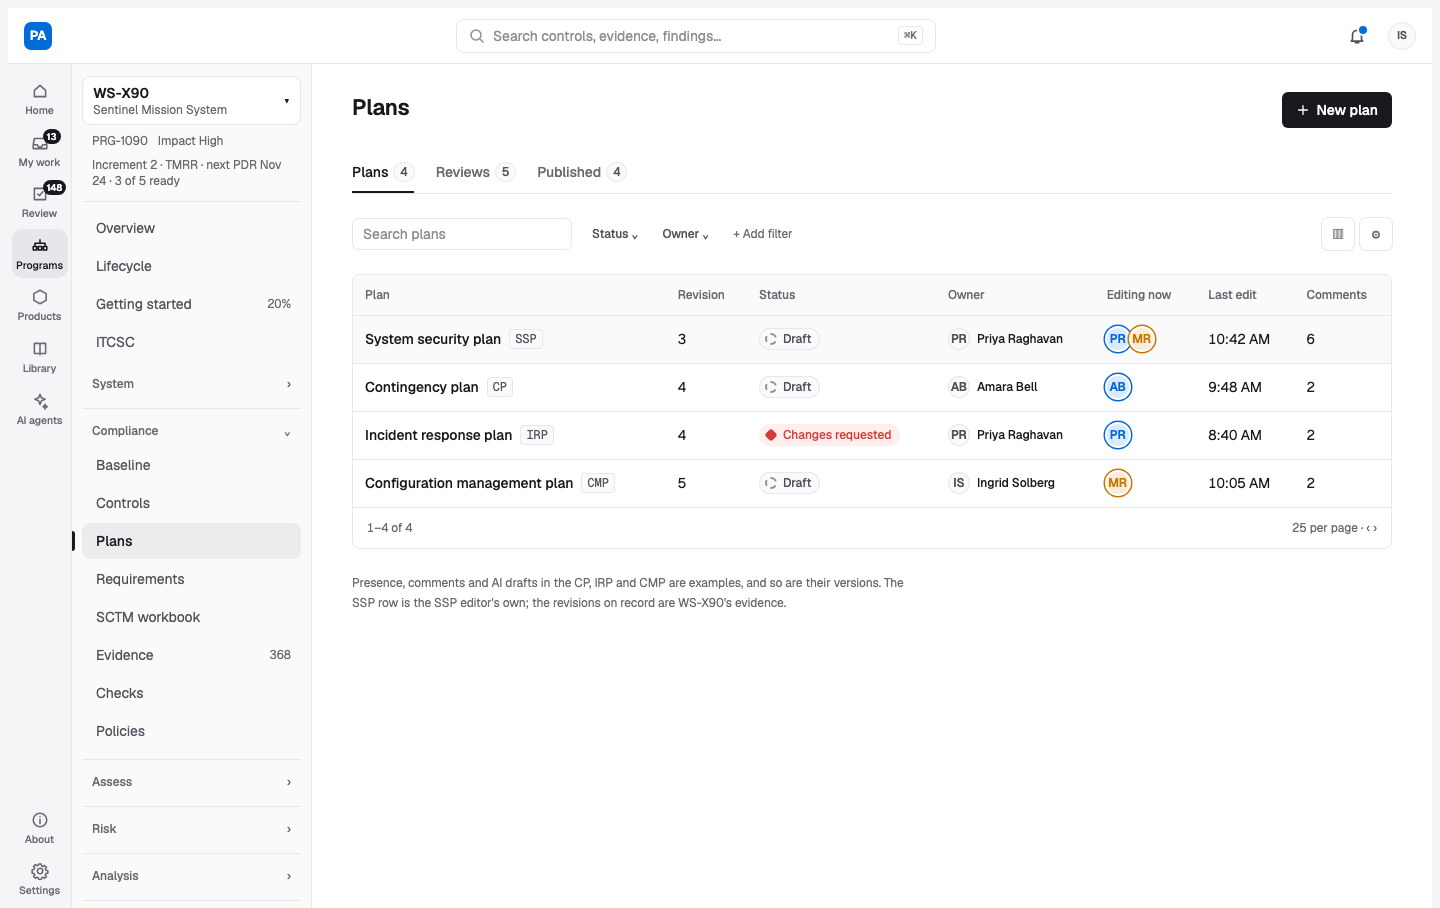 PA
Search controls, evidence, findings...
⌘K
IS
Home
13
My work
148
Review
Programs
Products
Library
AI agents
About
Settings
WS-X90
Sentinel Mission System
PRG-1090 Impact High
Increment 2 · TMRR · next PDR Nov
24 · 3 of 5 ready
Overview
Lifecycle
Getting started 20%
ITCSC
System
Compliance
Baseline
Controls
Plans
Requirements
SCTM workbook
Evidence 368
Checks
Policies
Assess
Risk
Analysis
Plans
+ New plan
Plans 4 Reviews 5 Published 4
Search plans Status Owner + Add filter
Plan Revision Status Owner Editing now Last edit Comments
System security plan SSP 3 Draft PR Priya Raghavan PR MR 10:42 AM 6
Contingency plan CP 4 Draft AB Amara Bell AB 9:48 AM 2
Incident response plan IRP 4 Changes requested PR Priya Raghavan PR 8:40 AM 2
Configuration management plan CMP 5 Draft IS Ingrid Solberg MR 10:05 AM 2
1–4 of 4 25 per page · ‹ ›
Presence, comments and AI drafts in the CP, IRP and CMP are examples, and so are their versions. The
SSP row is the SSP editor's own; the revisions on record are WS-X90's evidence.